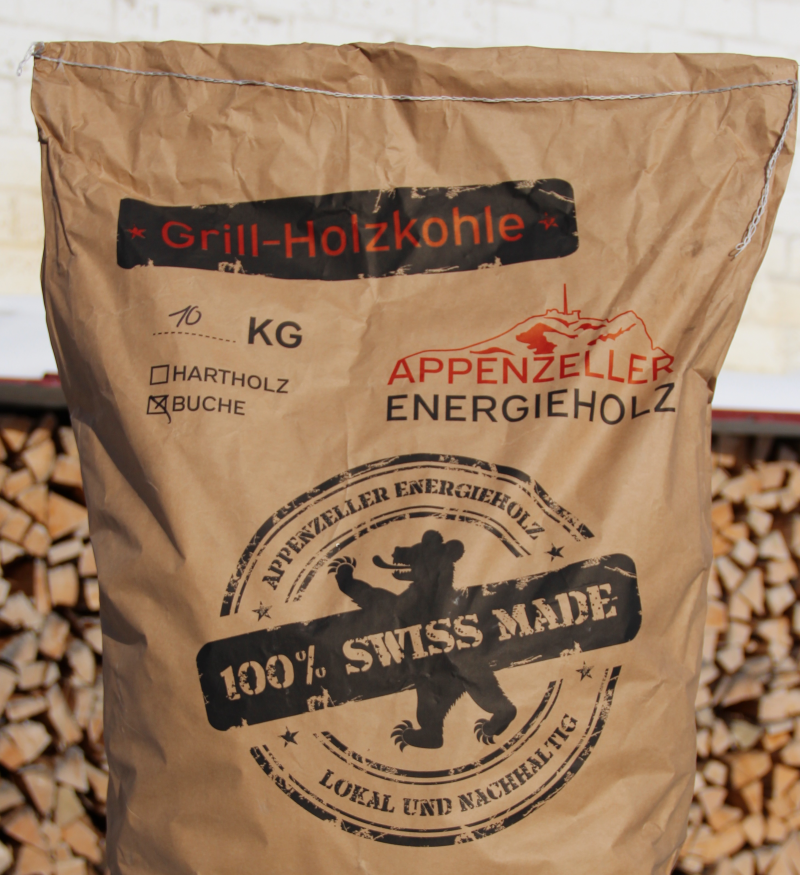 Grill-Holzkohle
10 KG
HARTHOLZ
BUCHE
APPENZELLER
ENERGIEHOLZ
APPENZELLER ENERGIEHOLZ
100% SWISS MADE
LOKAL UND NACHHALTIG